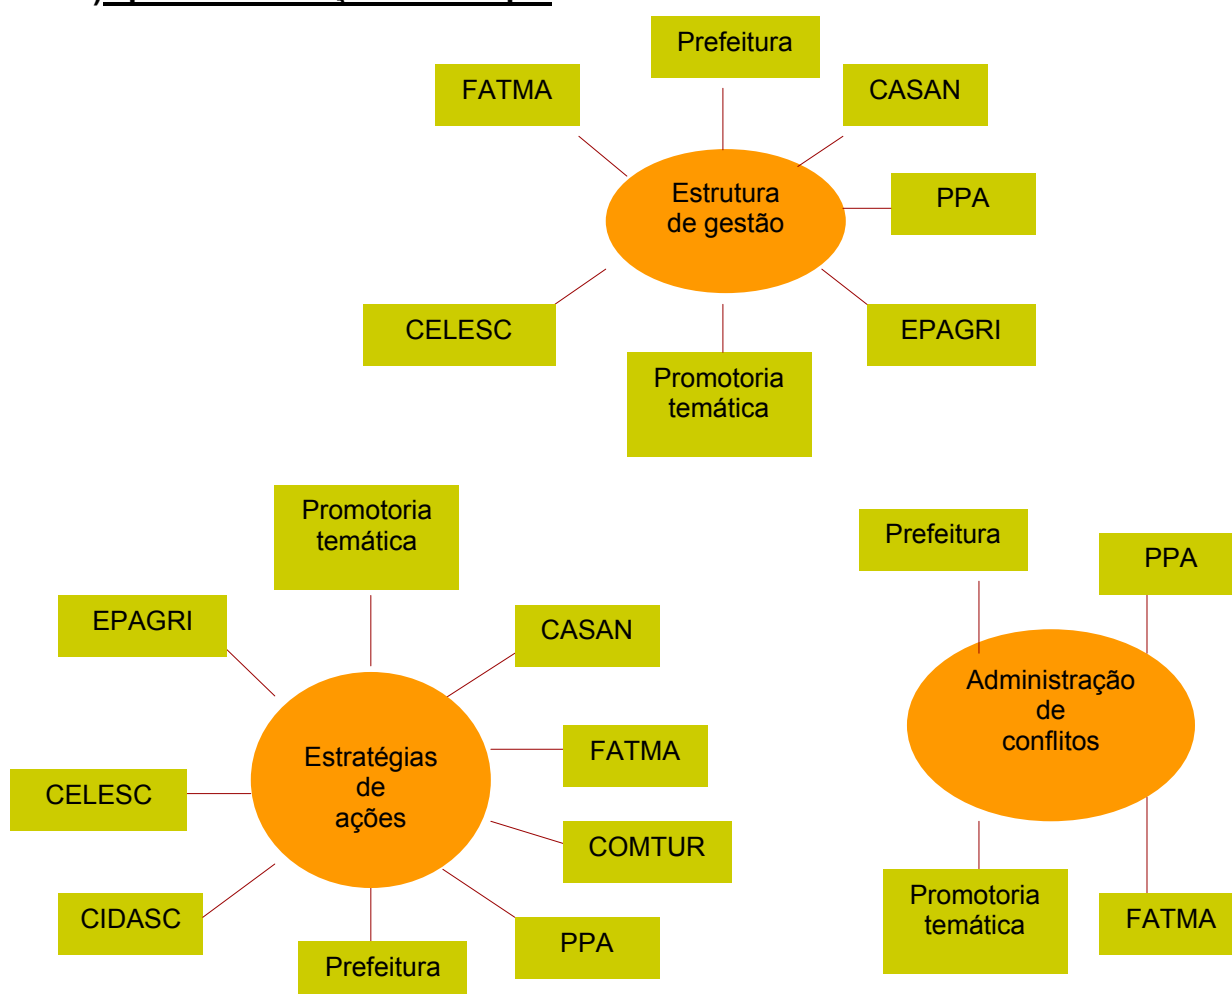 Prefeitura
FATMA
CASAN
PPA
Estrutura
de gestão
CELESC
EPAGRI
Promotoria
temática
Promotoria
temática
EPAGRI
CASAN
FATMA
Estratégias
de
ações
CELESC
COMTUR
CIDASC
PPA
Prefeitura
Prefeitura
PPA
Administração
de
conflitos
Promotoria
temática
FATMA